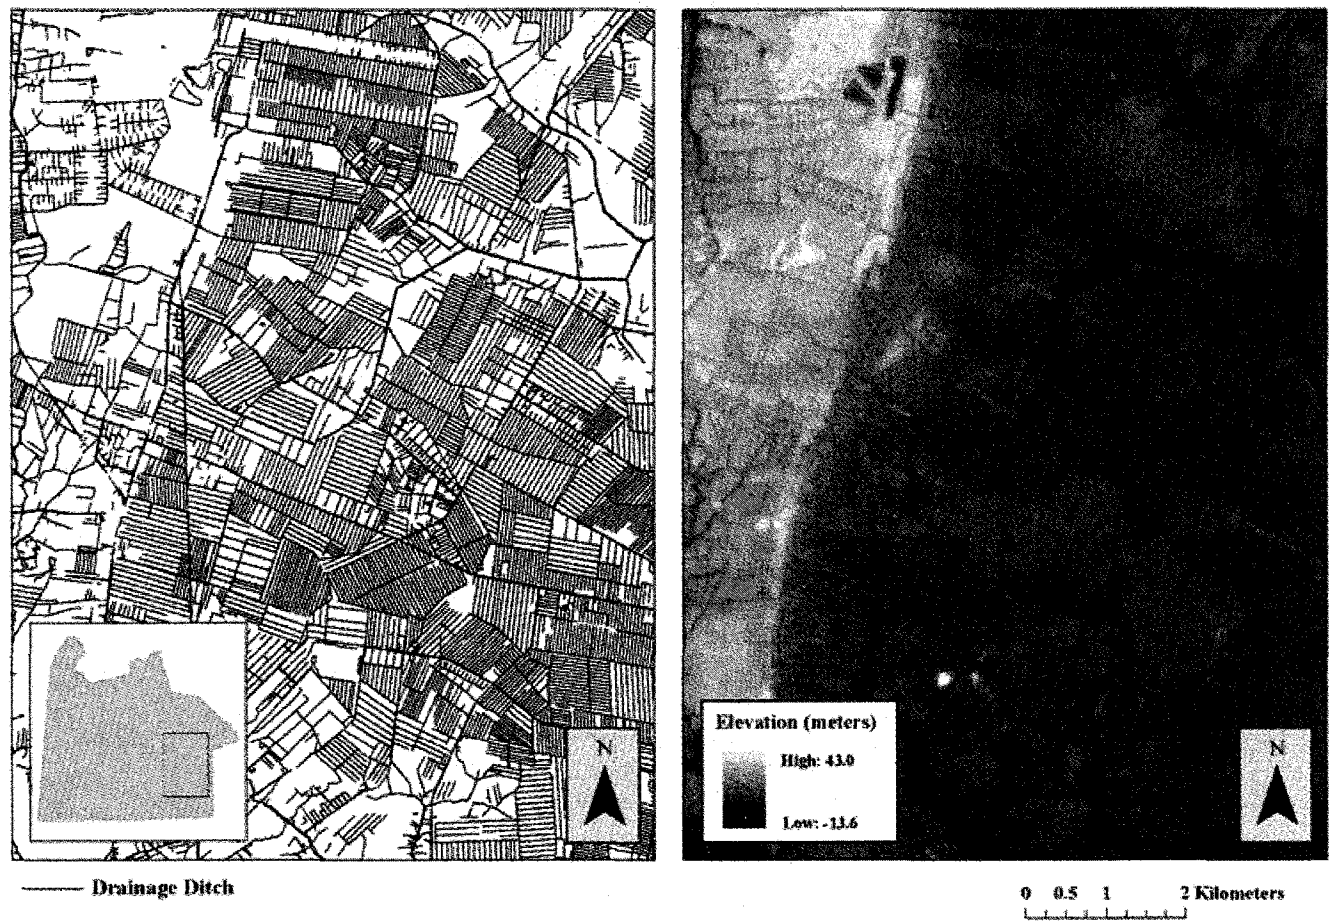 N
Elevation (meters)
N
High: 43.0
Low: -13.6
Drainage Ditch
0 0.5 1 2 Kilometers